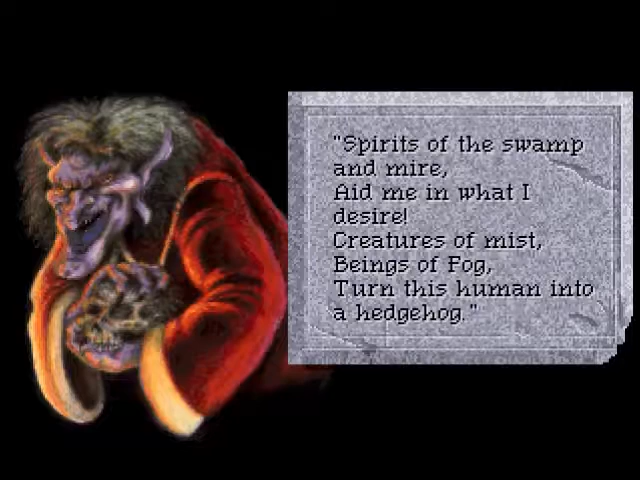 "Spirits of the swamp
and mire,
Aid me in what I
desire!
Creatures of mist,
Beings of Fog,
Turn this human into
a hedgehog."